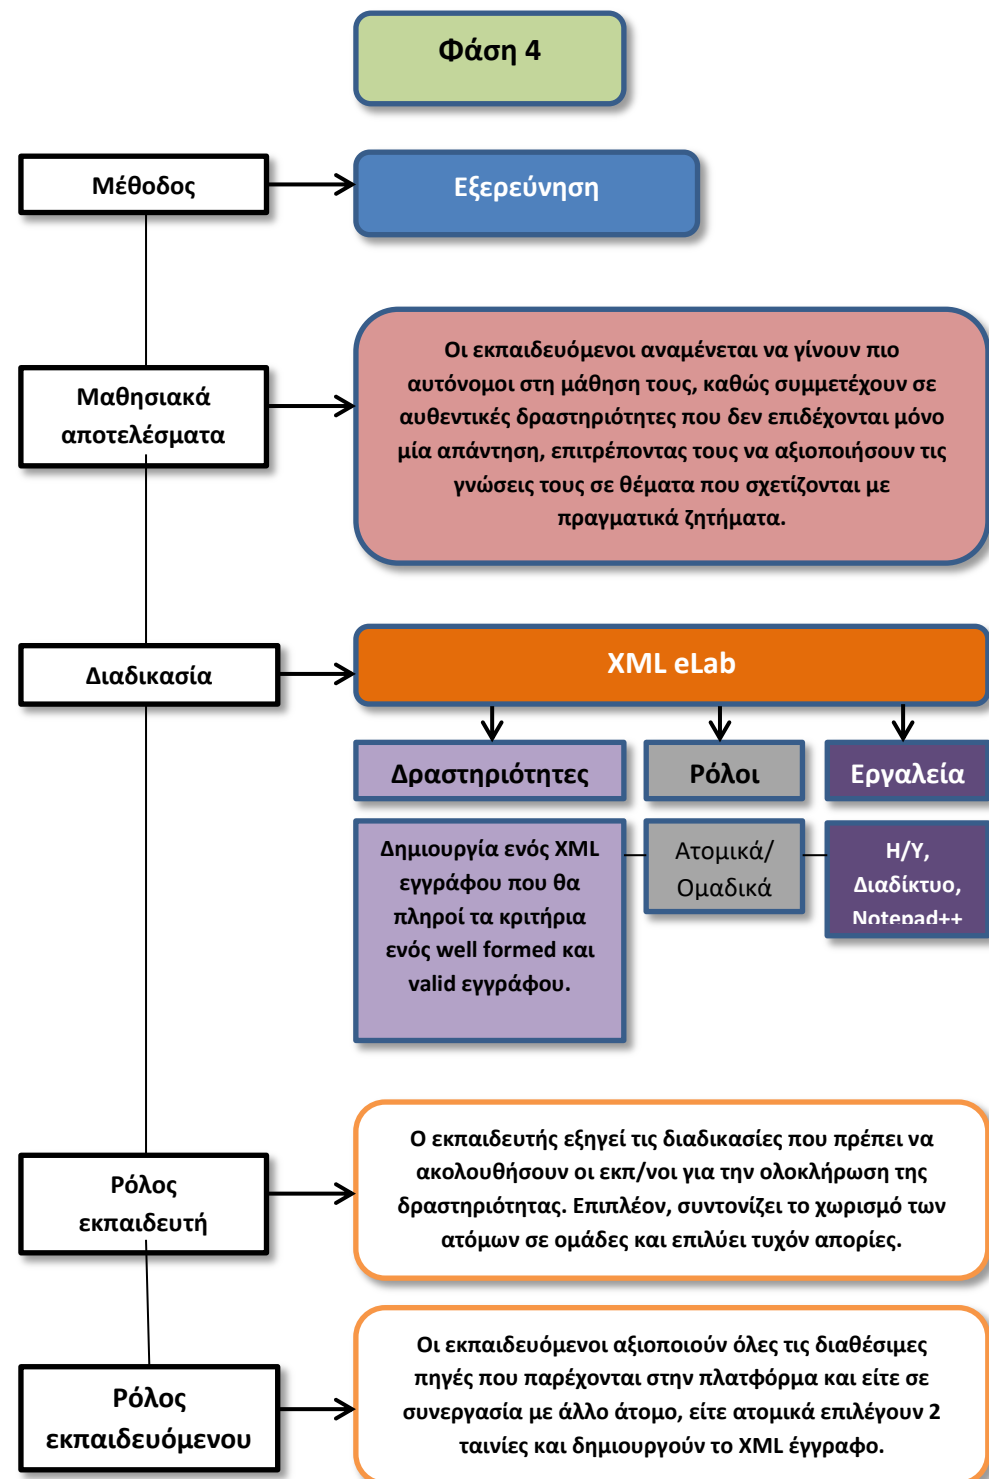 Φάση 4
Μέθοδος
Εξερεύνηση
Μαθησιακά
αποτελέσματα
Οι εκπαιδευόμενοι αναμένεται να γίνουν πιο
αυτόνομοι στη μάθηση τους, καθώς συμμετέχουν σε
αυθεντικές δραστηριότητες που δεν επιδέχονται μόνο
μία απάντηση, επιτρέποντας τους να αξιοποιήσουν τις
γνώσεις τους σε θέματα που σχετίζονται με
πραγματικά ζητήματα.
Διαδικασία
XML eLab
Δραστηριότητες
Ρόλοι
Εργαλεία
Δημιουργία ενός XML
εγγράφου που θα
πληροί τα κριτήρια
ενός well formed και
valid εγγράφου.
Ατομικά/
Ομαδικά
Η/Υ,
Διαδίκτυο,
Notepad++
Ρόλος
εκπαιδευτή
Ο εκπαιδευτής εξηγεί τις διαδικασίες που πρέπει να
ακολουθήσουν οι εκπ/νοι για την ολοκλήρωση της
δραστηριότητας. Επιπλέον, συντονίζει το χωρισμό των
ατόμων σε ομάδες και επιλύει τυχόν απορίες.
Ρόλος
εκπαιδευόμενου
Οι εκπαιδευόμενοι αξιοποιούν όλες τις διαθέσιμες
πηγές που παρέχονται στην πλατφόρμα και είτε σε
συνεργασία με άλλο άτομο, είτε ατομικά επιλέγουν 2
ταινίες και δημιουργούν το XML έγγραφο.